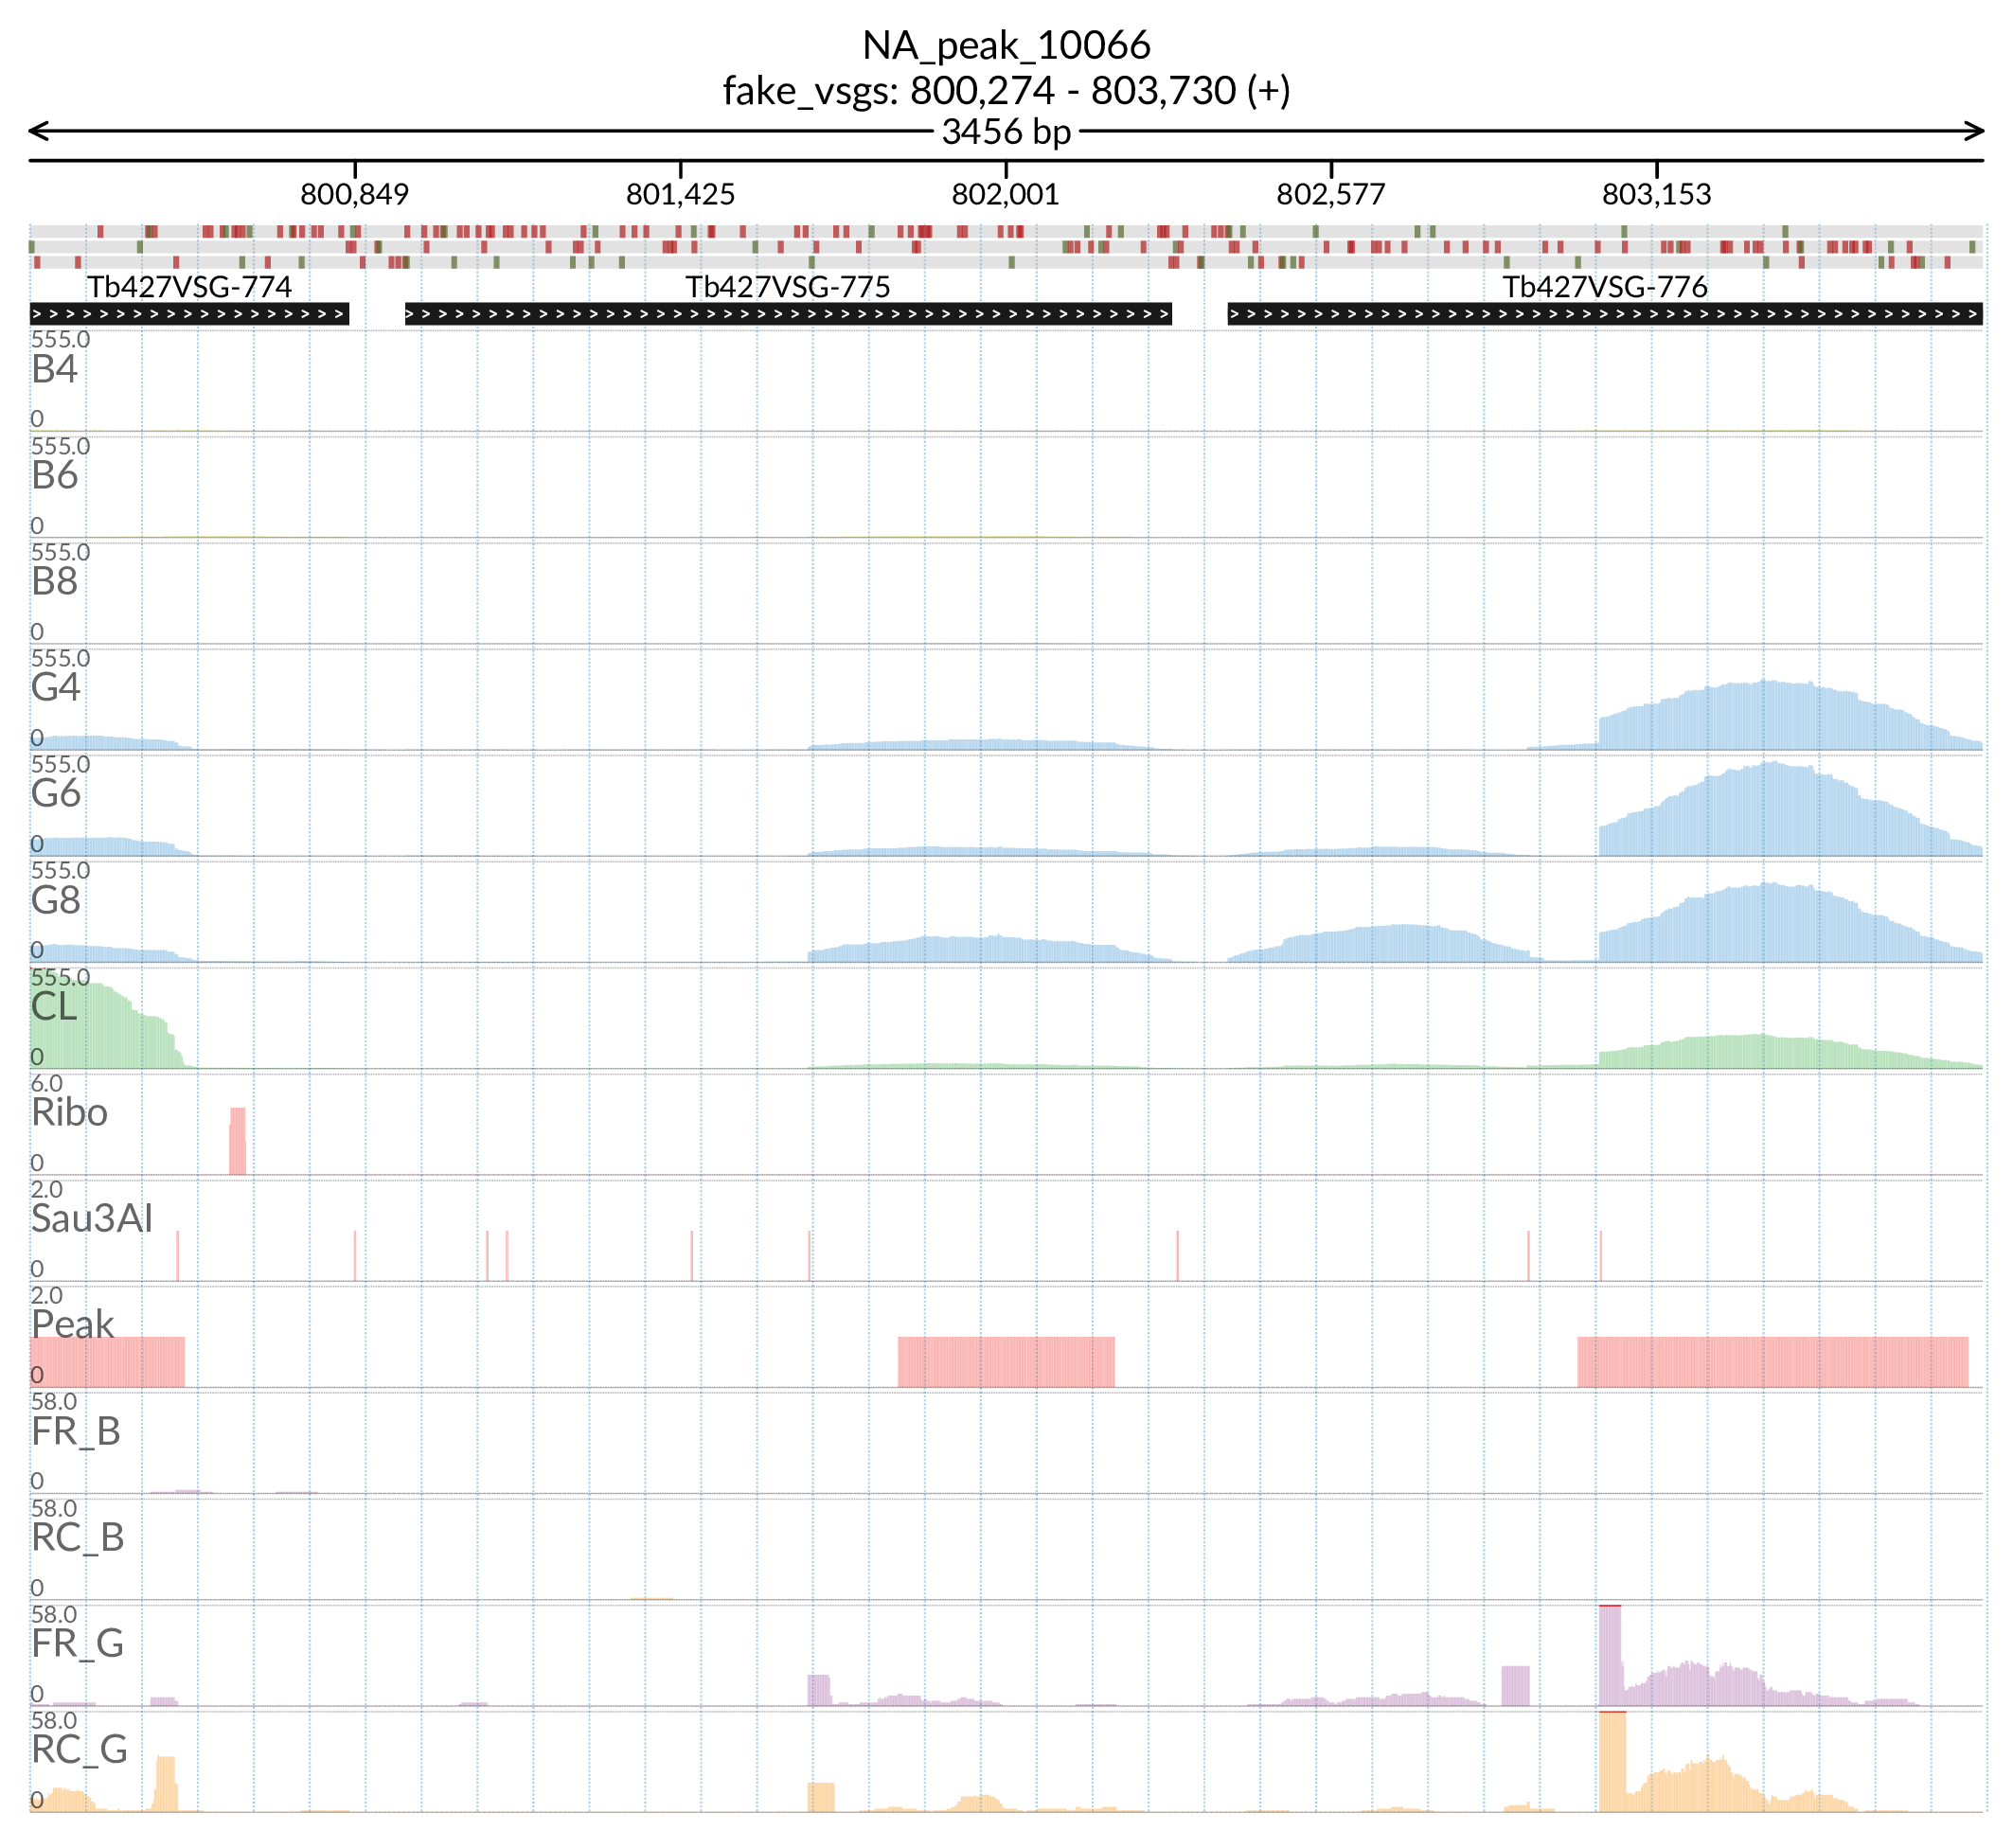 NA_peak_10066
fake_vsgs: 800,274 - 803,730 (+)
3456 bp
800,849 801,425 802,001 802,577 803,153
Tb427VSG-774 Tb427VSG-775 Tb427VSG-776
555.0
B4
0
555.0
B6
0
555.0
B8
0
555.0
G4
0
555.0
G6
0
555.0
G8
0
555.0
CL
0
6.0
Ribo
0
2.0
Sau3AI
0
2.0
Peak
0
58.0
FR_B
0
58.0
RC_B
0
58.0
FR_G
0
58.0
RC_G
0